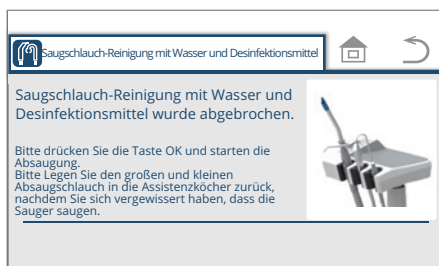 Saugschlauch-Reinigung mit Wasser und Desinfektionsmittel
Saugschlauch-Reinigung mit Wasser und
Desinfektionsmittel wurde abgebrochen.
Bitte drücken Sie die Taste OK und starten die
Absaugung.
Bitte Legen Sie den großen und kleinen
Absaugschlauch in die Assistenzköcher zurück,
nachdem Sie sich vergewissert haben, dass die
Sauger saugen.